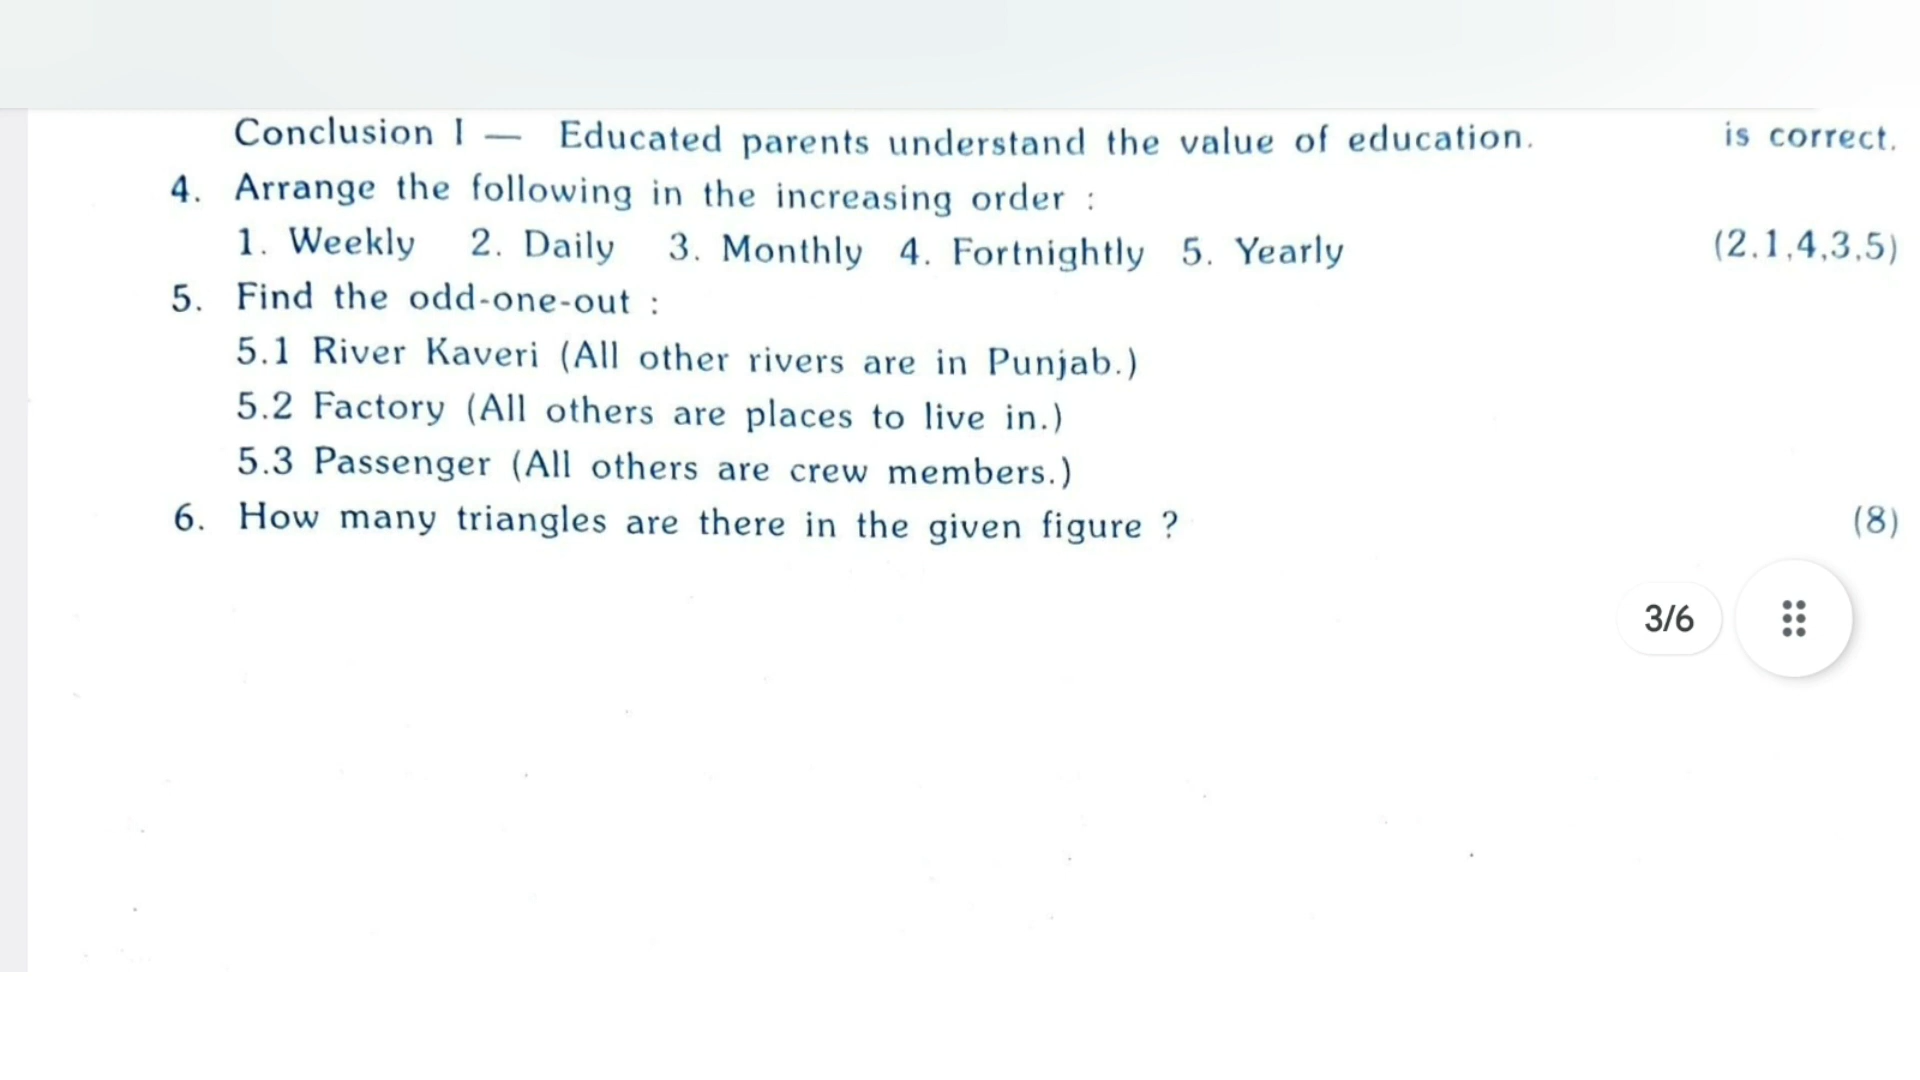 Conclusion I — Educated parents understand the value of education. is correct.
4. Arrange the following in the increasing order :
1. Weekly 2. Daily 3. Monthly 4. Fortnightly 5. Yearly (2.1,4,3,5)
5. Find the odd-one-out :
5.1 River Kaveri (All other rivers are in Punjab.)
5.2 Factory (All others are places to live in.)
5.3 Passenger (All others are crew members.)
6. How many triangles are there in the given figure ? (8)
3/6